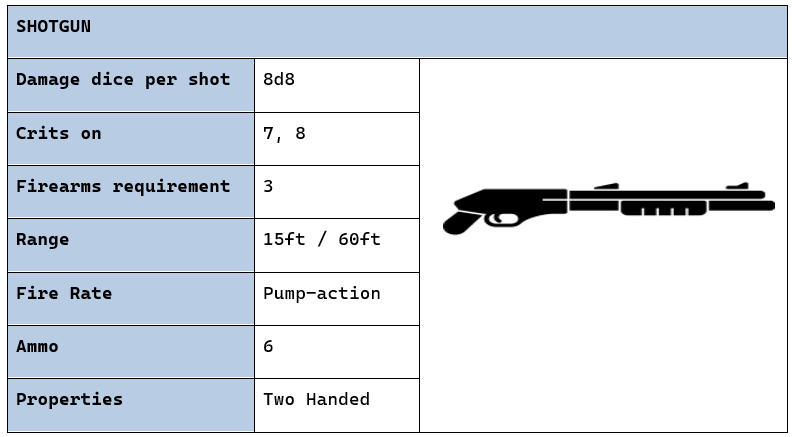 SHOTGUN
Damage dice per shot 8d8
Crits on 7, 8
Firearms requirement 3
Range 15ft / 60ft
Fire Rate Pump-action
Ammo 6
Properties Two Handed